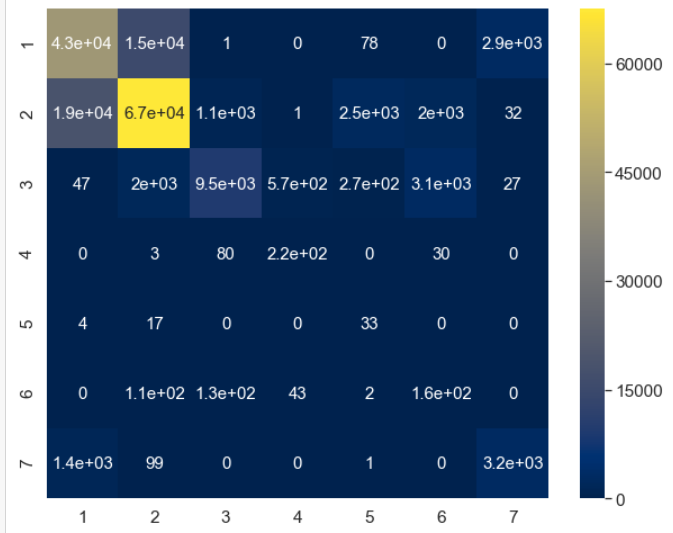 1 4.3e+04 1.5e+04 1 0 78 0 2.9e+03
2 1.9e+04 6.7e+04 1.1e+03 1 2.5e+03 2e+03 32
3 47 2e+03 9.5e+03 5.7e+02 2.7e+02 3.1e+03 27
4 0 3 80 2.2e+02 0 30 0
5 4 17 0 0 33 0 0
6 0 1.1e+02 1.3e+02 43 2 1.6e+02 0
7 1.4e+03 99 0 0 1 0 3.2e+03
1 2 3 4 5 6 7
60000
45000
30000
15000
0